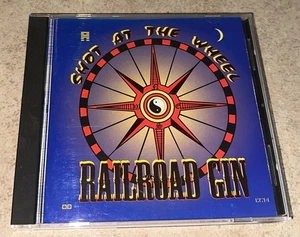 A
SHOT AT THE WHEEL
RAILROAD GIN